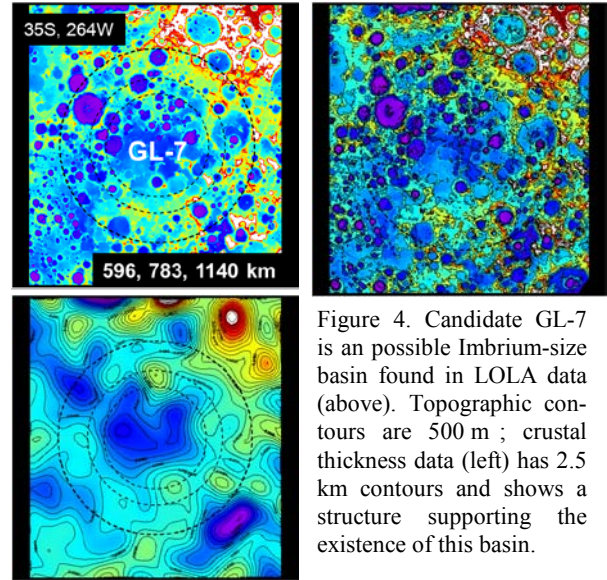 35S, 264W
GL-7
596, 783, 1140 km
Figure 4. Candidate GL-7
is an possible Imbrium-size
basin found in LOLA data
(above). Topographic con-
tours are 500 m ; crustal
thickness data (left) has 2.5
km contours and shows a
structure supporting the
existence of this basin.